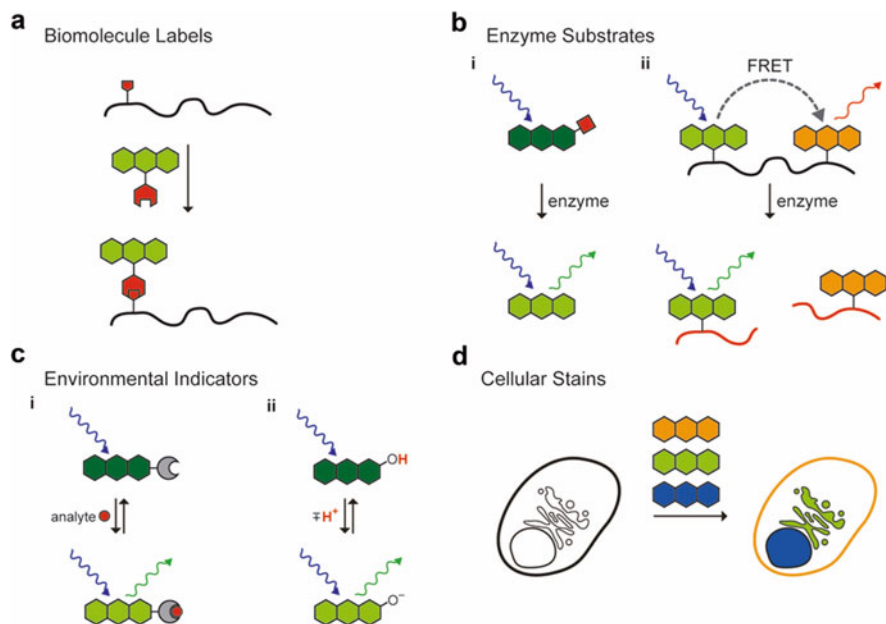 a
Biomolecule Labels
b
Enzyme Substrates
i
ii
FRET
enzyme
enzyme
c
Environmental Indicators
i
ii
OH
analyte
∓H⁺
O⁻
d
Cellular Stains